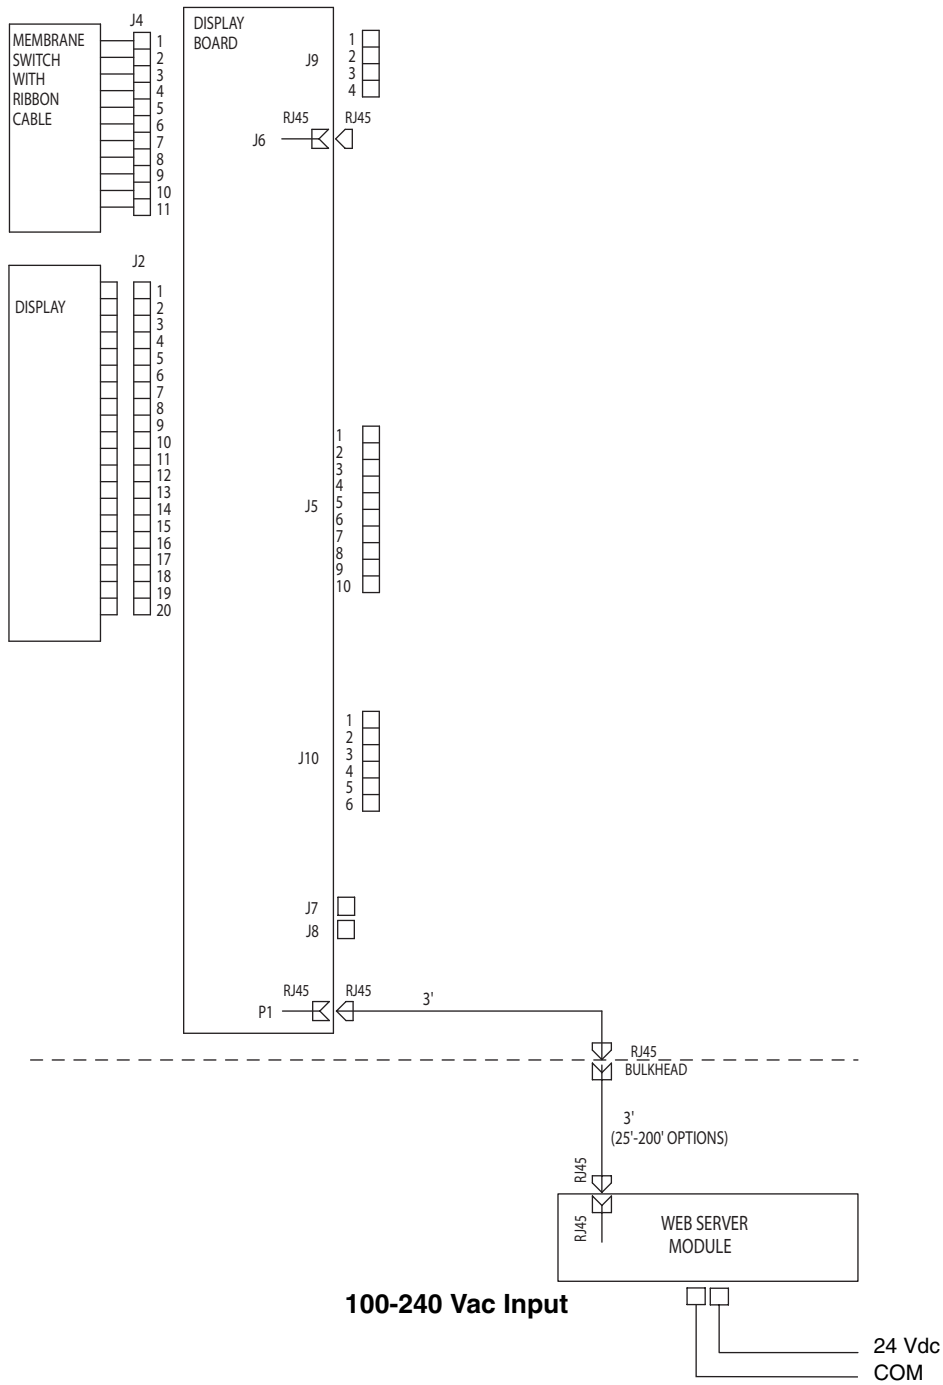 J4
MEMBRANE
SWITCH
WITH
RIBBON
CABLE
1
2
3
4
5
6
7
8
9
10
11
DISPLAY
BOARD
J9
1
2
3
4
RJ45
RJ45
J6
J2
DISPLAY
1
2
3
4
5
6
7
8
9
10
11
12
13
14
15
16
17
18
19
20
J5
1
2
3
4
5
6
7
8
9
10
J10
1
2
3
4
5
6
J7
J8
RJ45
RJ45
P1
3'
RJ45
BULKHEAD
3'
(25'-200' OPTIONS)
RJ45
RJ45
WEB SERVER
MODULE
100-240 Vac Input
24 Vdc
COM